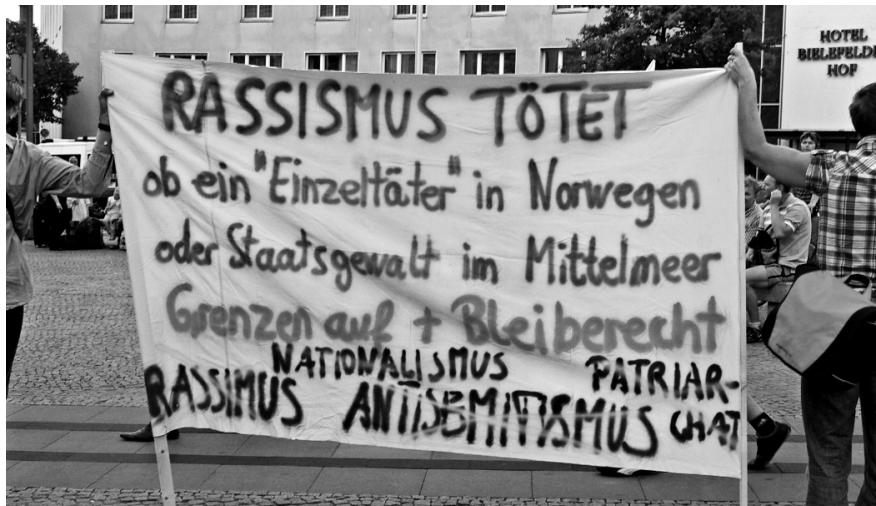 RASSISMUS TÖTET
ob ein "Einzeltäter" in Norwegen
oder Staatsgewalt im Mittelmeer
Grenzen auf + Bleiberecht
NATIONALISMUS PATRIAR-
RASSIMUS ANTISEMITISMUS CHAT
HOTEL
BIELEFELDE
HOF